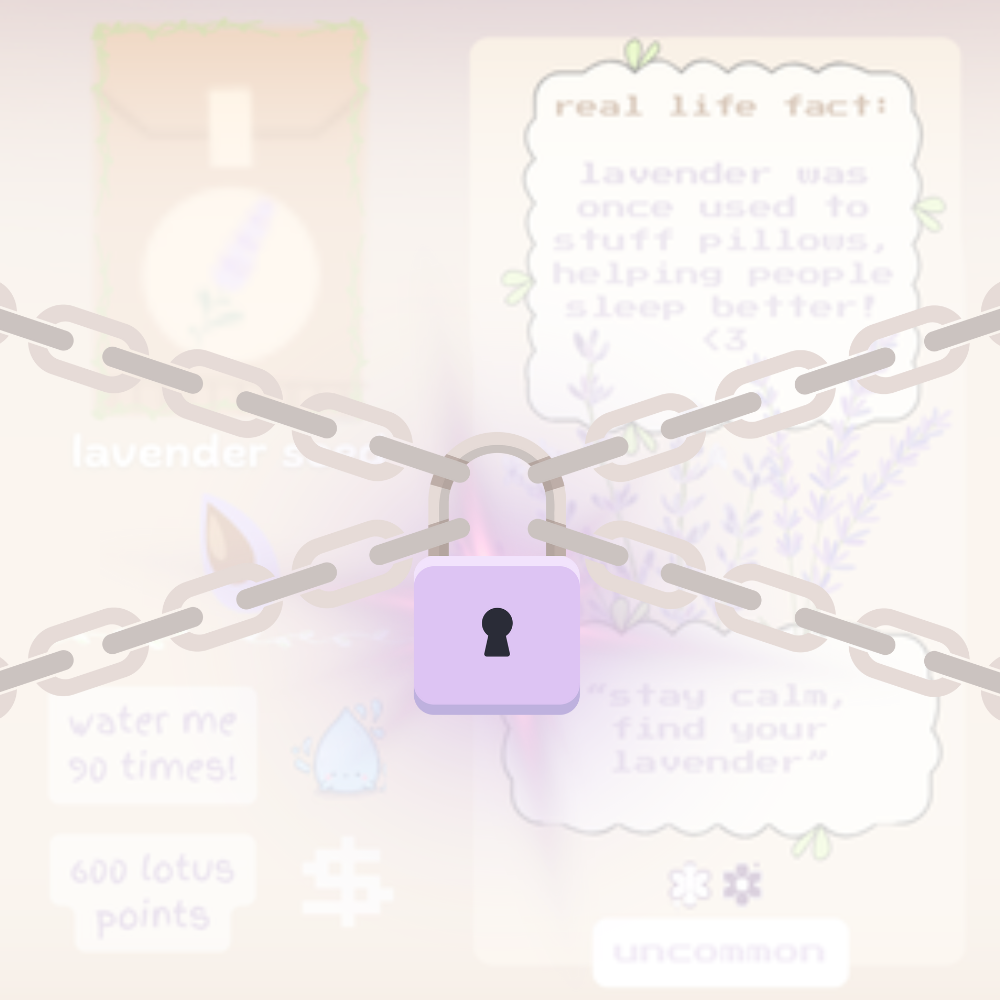 real life fact:
lavender was
once used to
stuff pillows,
helping people
sleep better!
<3
lavender seed
water me
90 times!
600 lotus
points
$
"stay calm,
find your
lavender"
uncommon